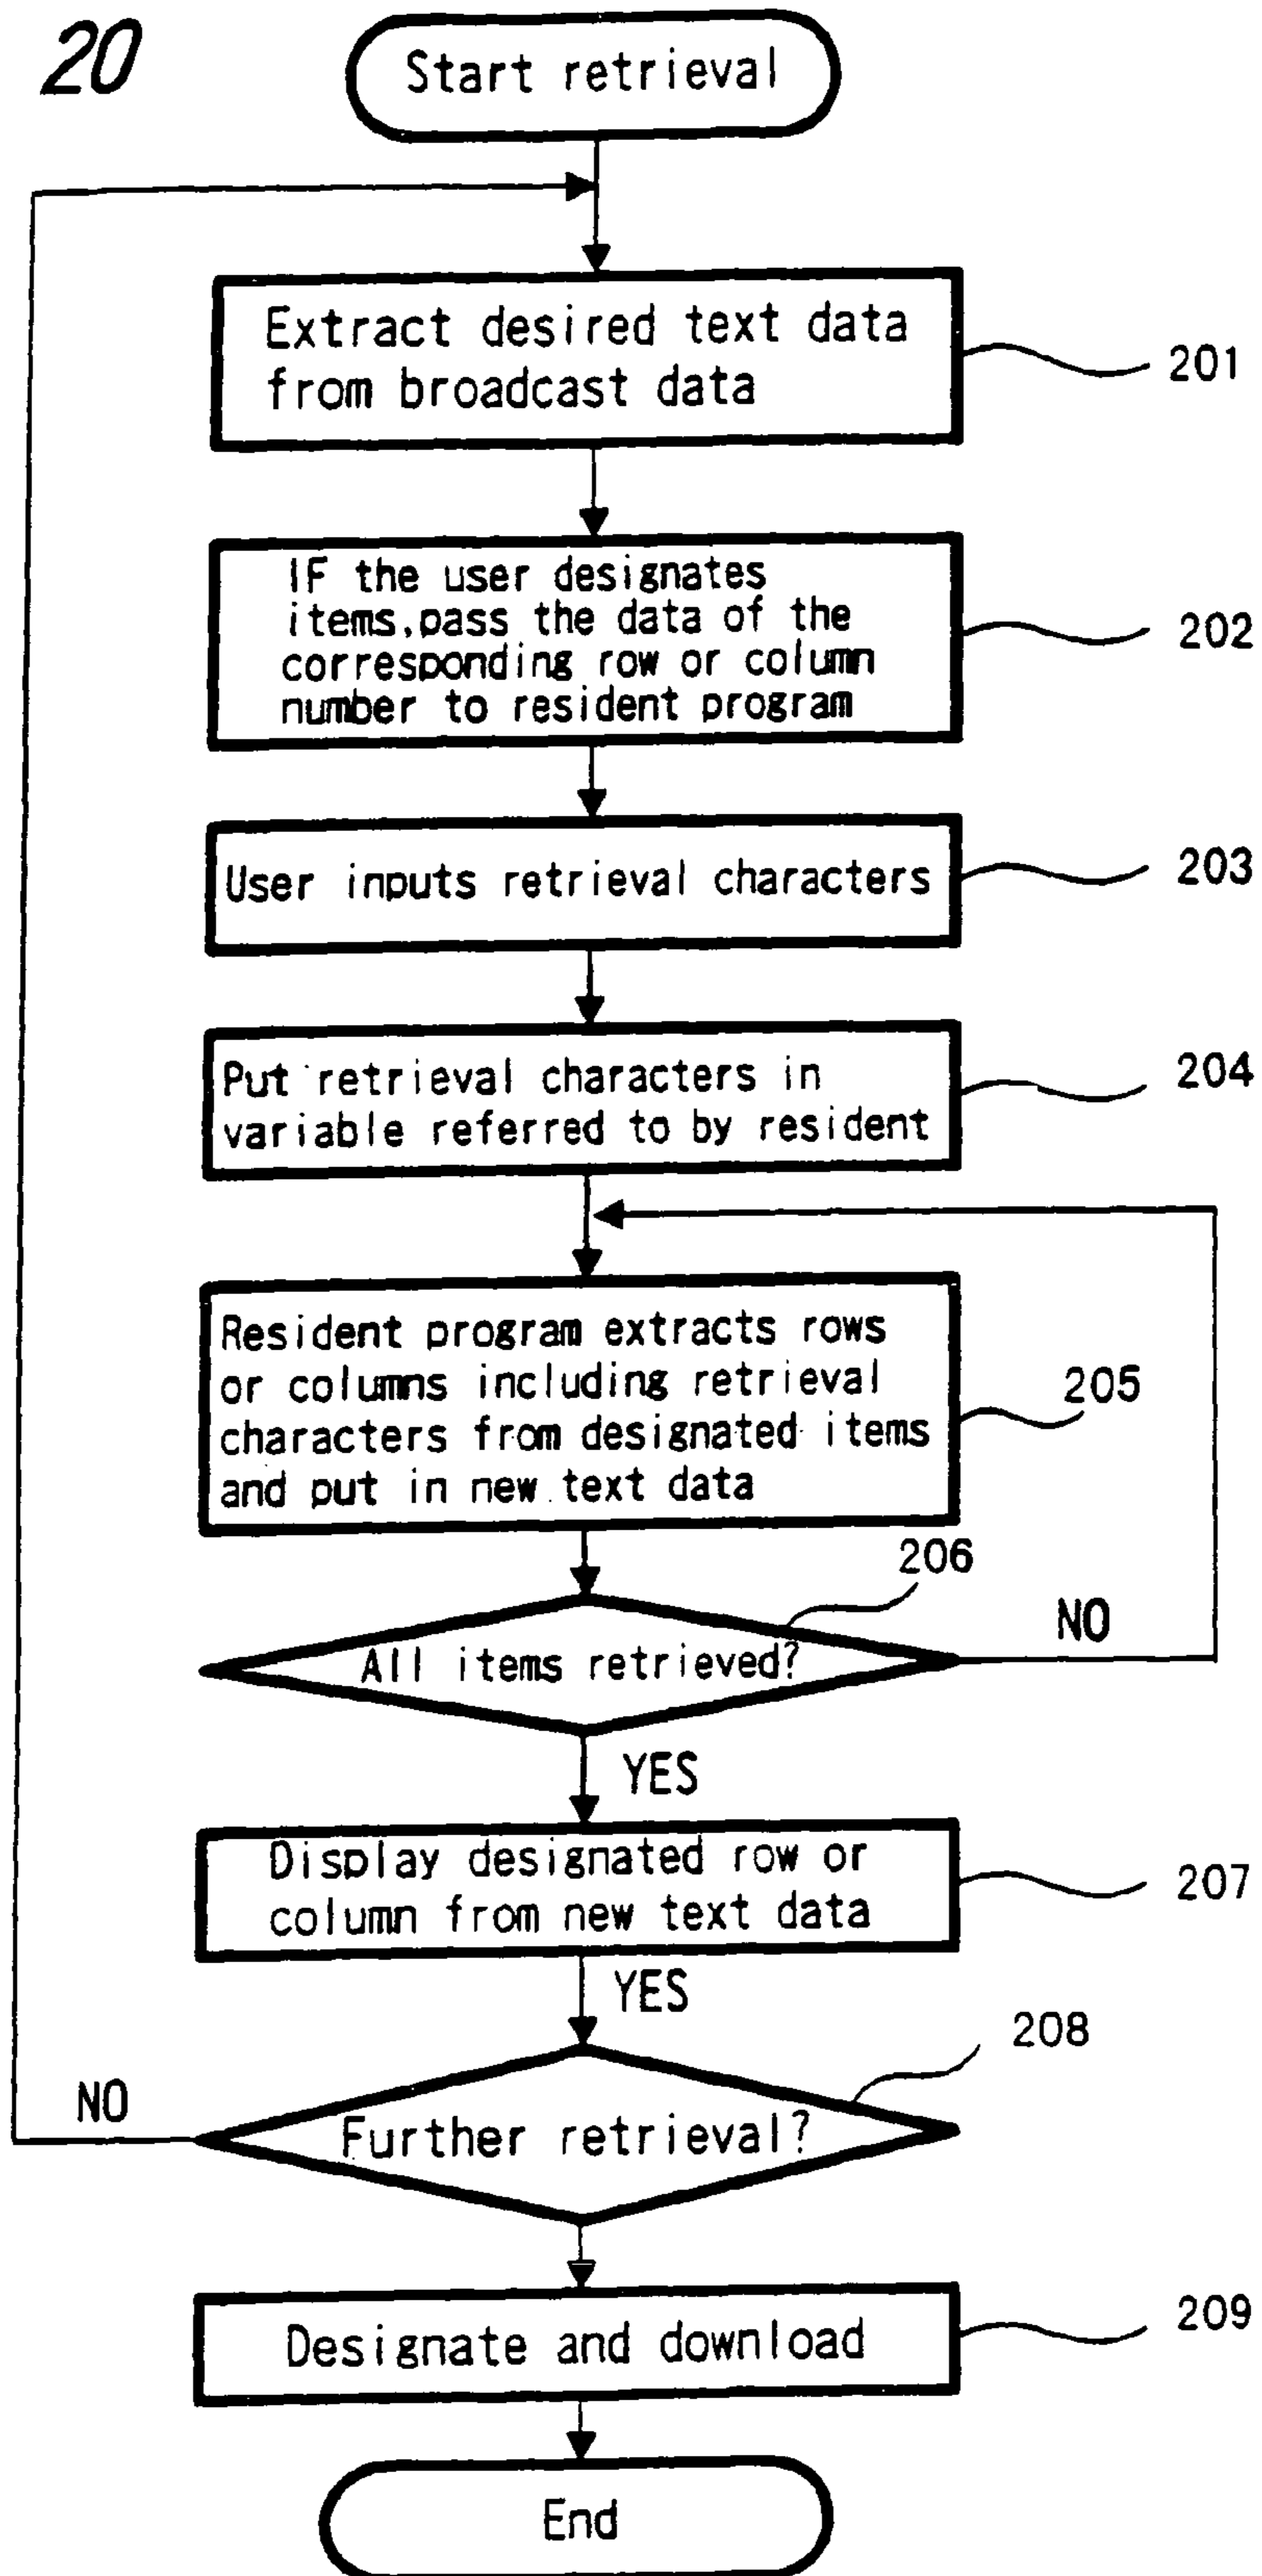 20
Start retrieval
Extract desired text data
from broadcast data
201
IF the user designates
items.pass the data of the
corresponding row or column
number to resident program
202
User inputs retrieval characters
203
Put retrieval characters in
variable referred to by resident
204
Resident program extracts rows
or columns including retrieval
characters from designated items
and put in new text data
205
206
All items retrieved?
NO
YES
Display designated row or
column from new text data
207
YES
208
NO
Further retrieval?
Designate and download
209
End